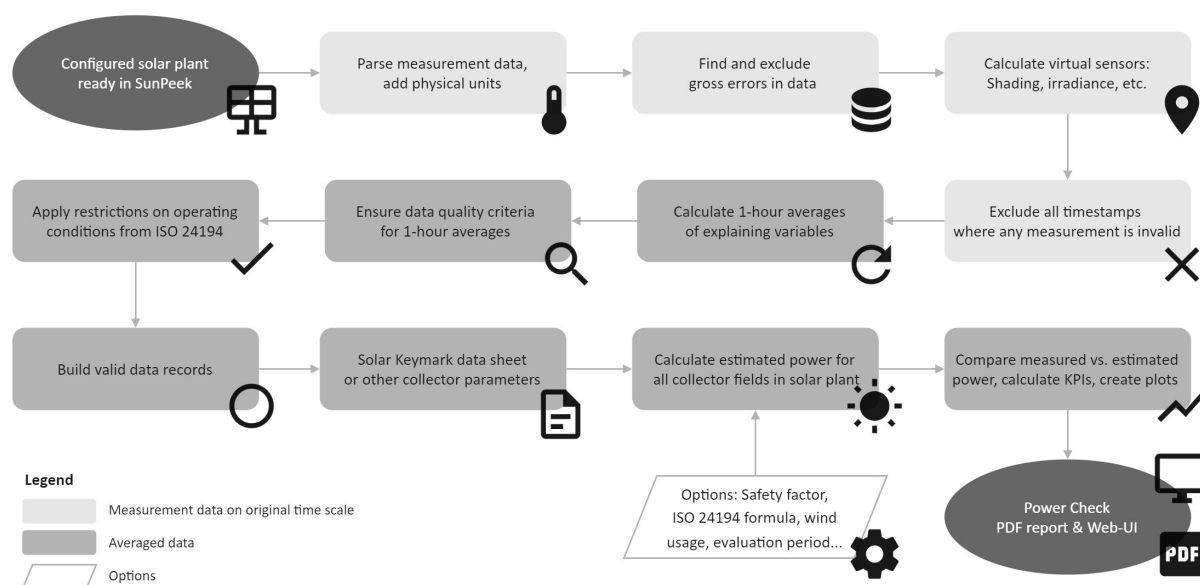 Configured solar plant
ready in SunPeek
Parse measurement data,
add physical units
Find and exclude
gross errors in data
Calculate virtual sensors:
Shading, irradiance, etc.
Apply restrictions on operating
conditions from ISO 24194
Ensure data quality criteria
for 1-hour averages
Calculate 1-hour averages
of explaining variables
Exclude all timestamps
where any measurement is invalid
Build valid data records
Solar Keymark data sheet
or other collector parameters
Calculate estimated power for
all collector fields in solar plant
Compare measured vs. estimated
power, calculate KPIs, create plots
Legend
Measurement data on original time scale
Averaged data
Options
Options: Safety factor,
ISO 24194 formula, wind
usage, evaluation period...
Power Check
PDF report & Web-UI
PDF